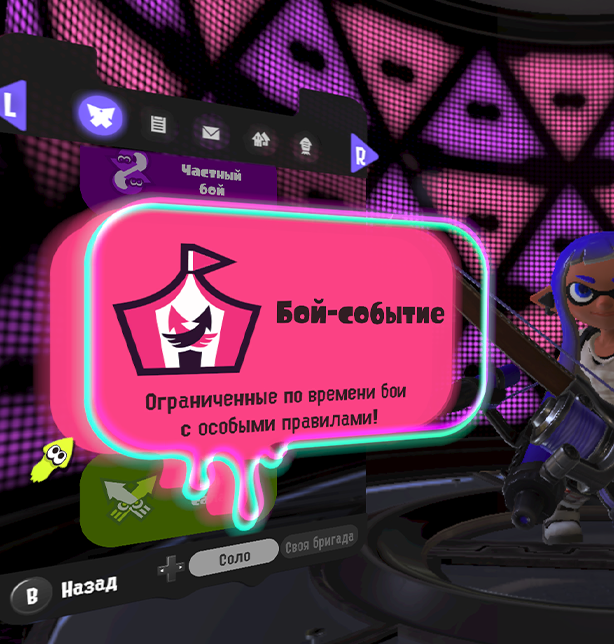 L
R
Частный
бой
Бой-событие
Ограниченные по времени бои
с особыми правилами!
B Назад
Соло
Своя бригада